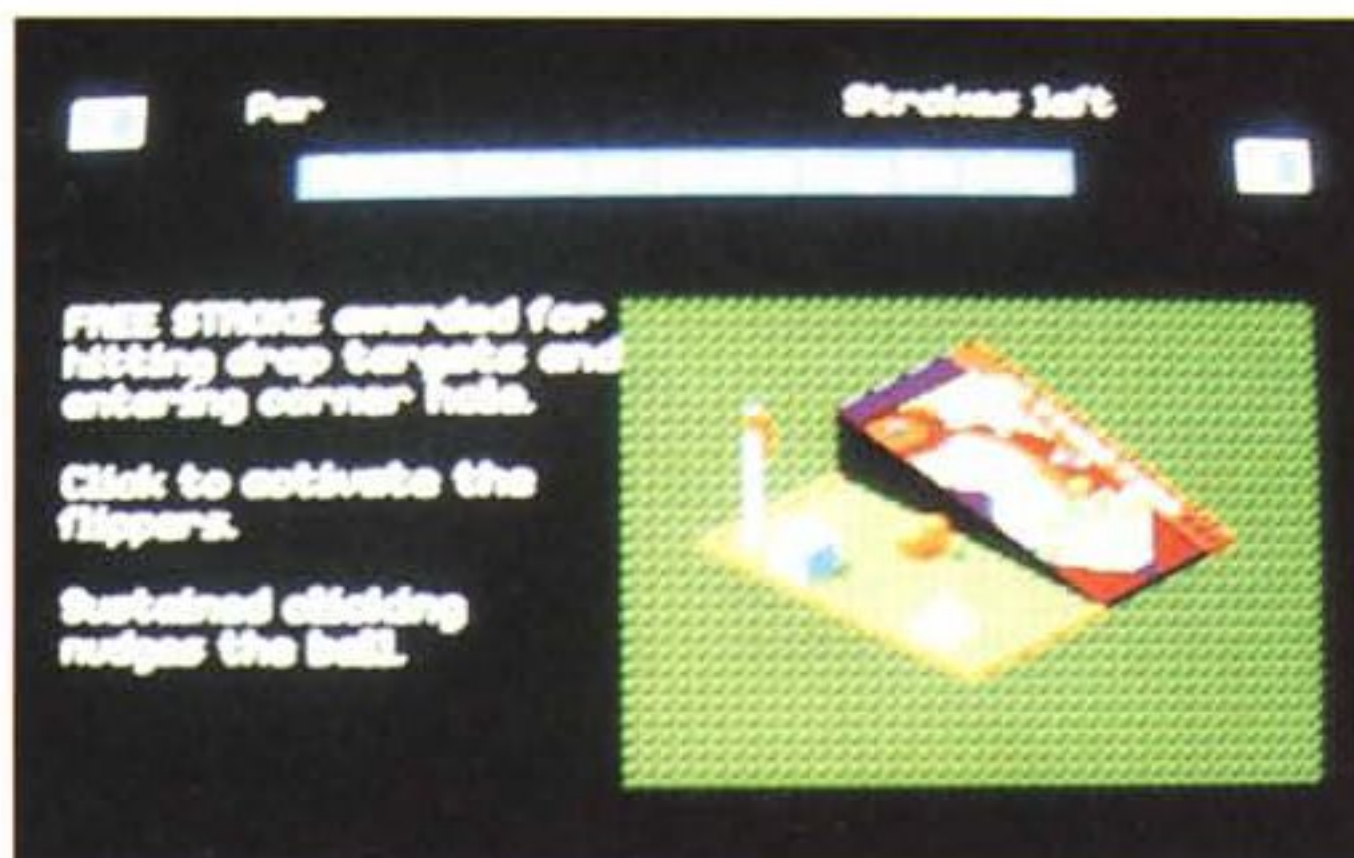 Par
Strokes left
FREE STROKE awarded for
hitting drop targets and
entering corner hole.
Click to activate the
flippers.
Sustained clicking
nudges the ball.